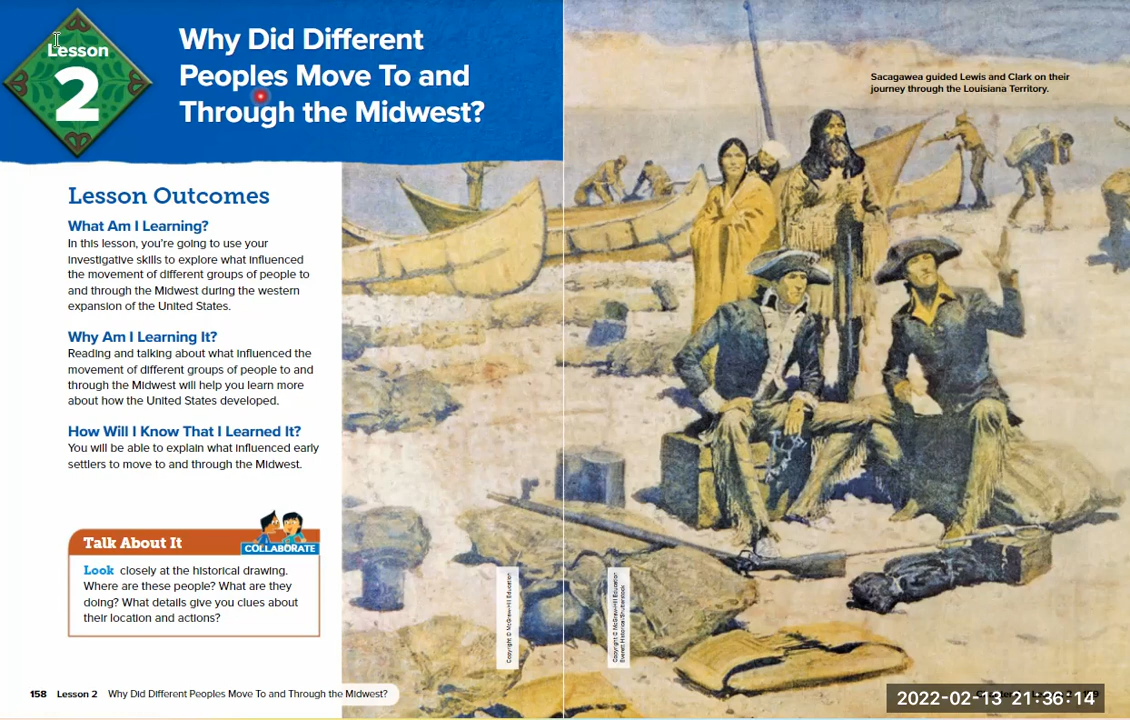 Lesson
2
Why Did Different
Peoples Move To and
Through the Midwest?
Sacagawea guided Lewis and Clark on their
journey through the Louisiana Territory.
Lesson Outcomes
What Am I Learning?
In this lesson, you're going to use your
investigative skills to explore what influenced
the movement of different groups of people to
and through the Midwest during the western
expansion of the United States.
Why Am I Learning It?
Reading and talking about what influenced the
movement of different groups of people to and
through the Midwest will help you learn more
about how the United States developed.
How Will I Know That I Learned It?
You will be able to explain what influenced early
settlers to move to and through the Midwest.
Talk About It
COLLABORATE
Look closely at the historical drawing.
Where are these people? What are they
doing? What details give you clues about
their location and actions?
Copyright © McGraw-Hill Education
Copyright © McGraw-Hill Education
Everett Historical/Shutterstock
158 Lesson 2 Why Did Different Peoples Move To and Through the Midwest?
2022-02-13 21:36:14